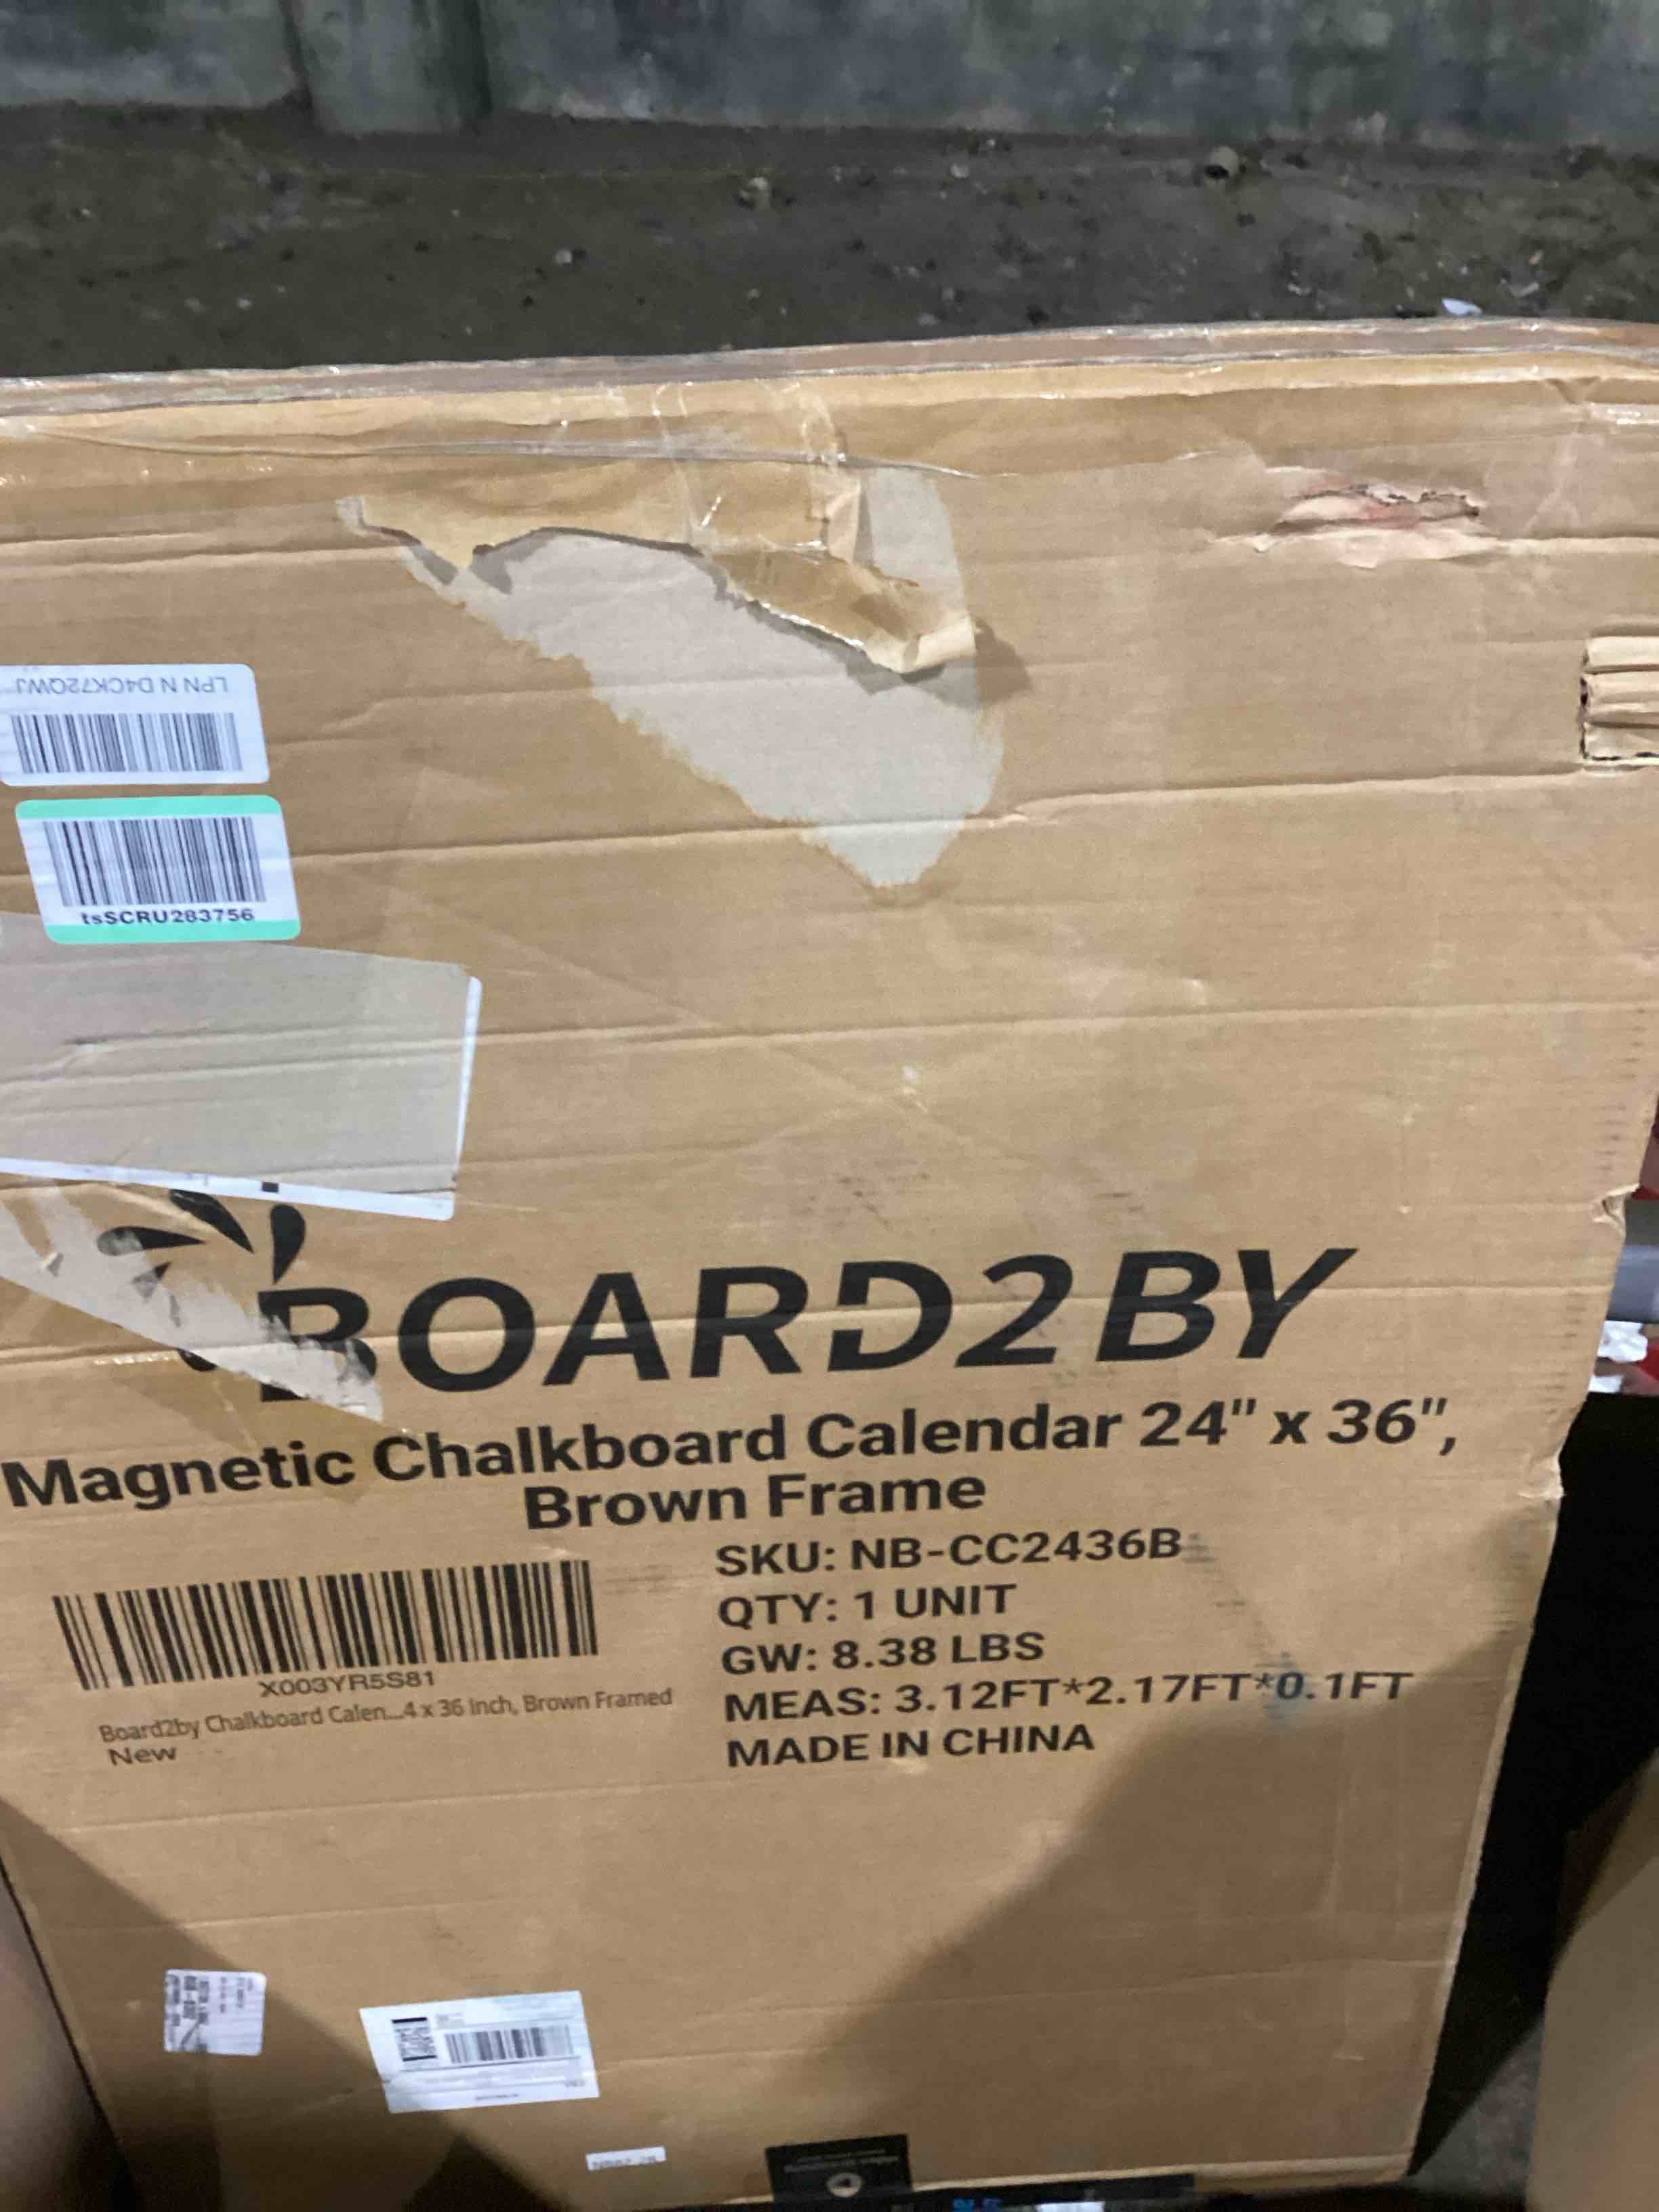 LPN N D4CK72QWJ
tsSCRU283756
BOARD2BY
Magnetic Chalkboard Calendar 24" x 36",
Brown Frame
SKU: NB-CC2436B
QTY: 1 UNIT
GW: 8.38 LBS
MEAS: 3.12FT*2.17FT*0.1FT
MADE IN CHINA
X003YR5S81
Board2by Chalkboard Calen...4 x 36 Inch, Brown Framed
New